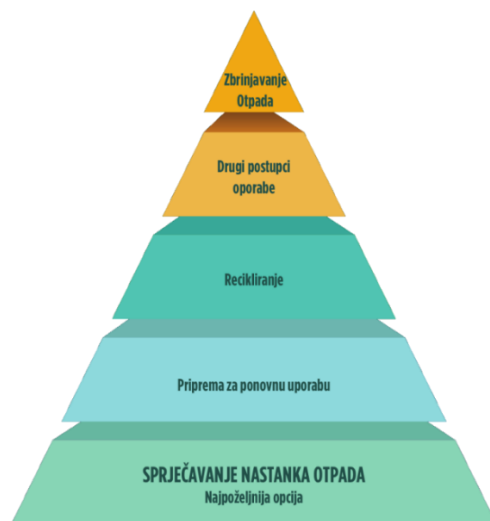 Zbrinjavanje
Otpada
Drugi postupci
oporabe
Recikliranje
Priprema za ponovnu uporabu
SPRJEČAVANJE NASTANKA OTPADA
Najpoželjnija opcija